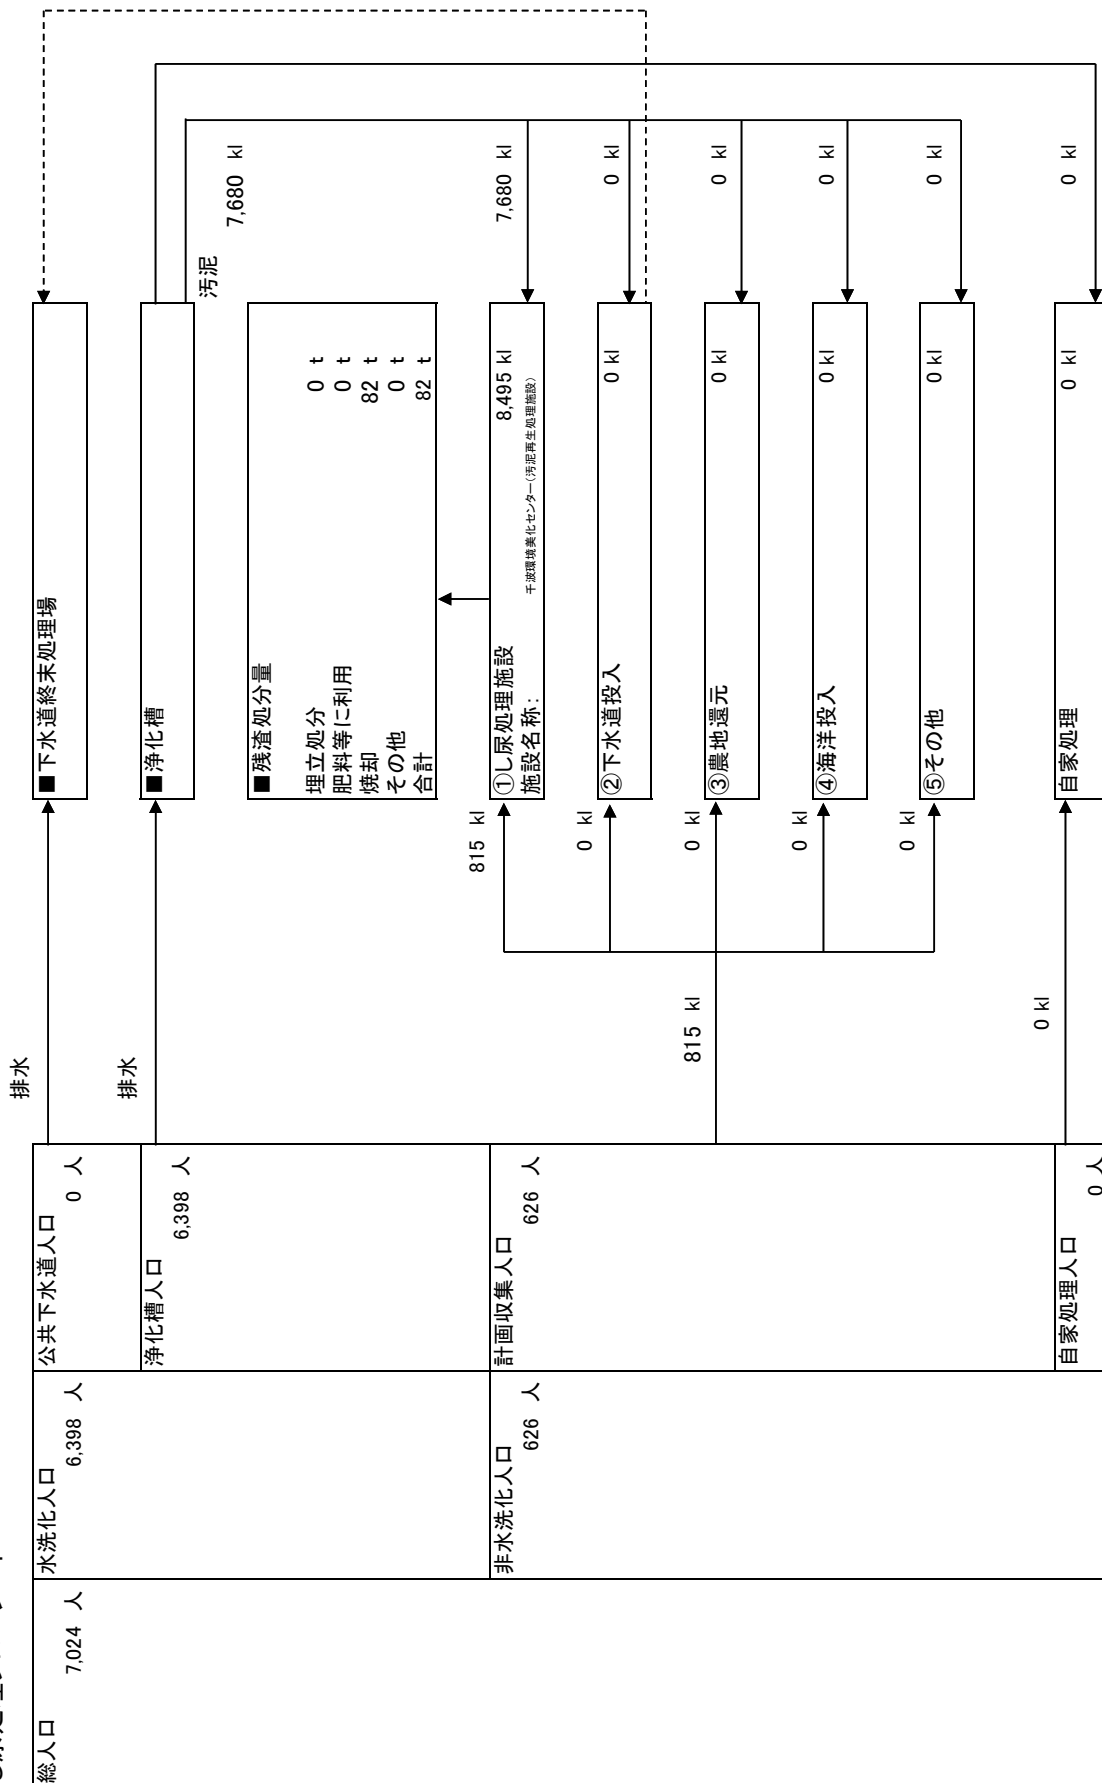 総人口
7,024 人
水洗化人口
6,398 人
公共下水道人口
0 人
排水
■下水道終末処理場
浄化槽人口
6,398 人
排水
■浄化槽
汚泥
7,680 kl
■残渣処分量
埋立処分 0 t
肥料等に利用 0 t
焼却 82 t
その他 0 t
合計 82 t
非水洗化人口
626 人
計画収集人口
626 人
815 kl
815 kl
①し尿処理施設 8,495 kl
施設名称: 千波環境美化センター(汚泥再生処理施設)
7,680 kl
0 kl
②下水道投入 0 kl
0 kl
0 kl
③農地還元 0 kl
0 kl
0 kl
④海洋投入 0 kl
0 kl
0 kl
⑤その他 0 kl
0 kl
自家処理人口
0 人
0 kl
自家処理 0 kl
0 kl